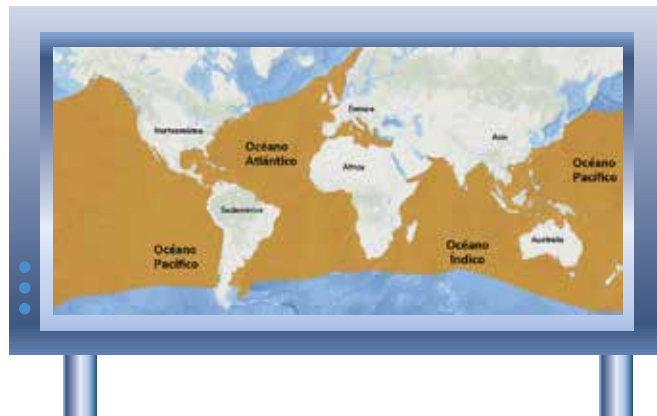 Norteamérica
Océano
Atlántico
Europa
Asia
África
Océano
Pacífico
Sudamérica
Océano
Pacífico
Océano
Índico
Australia